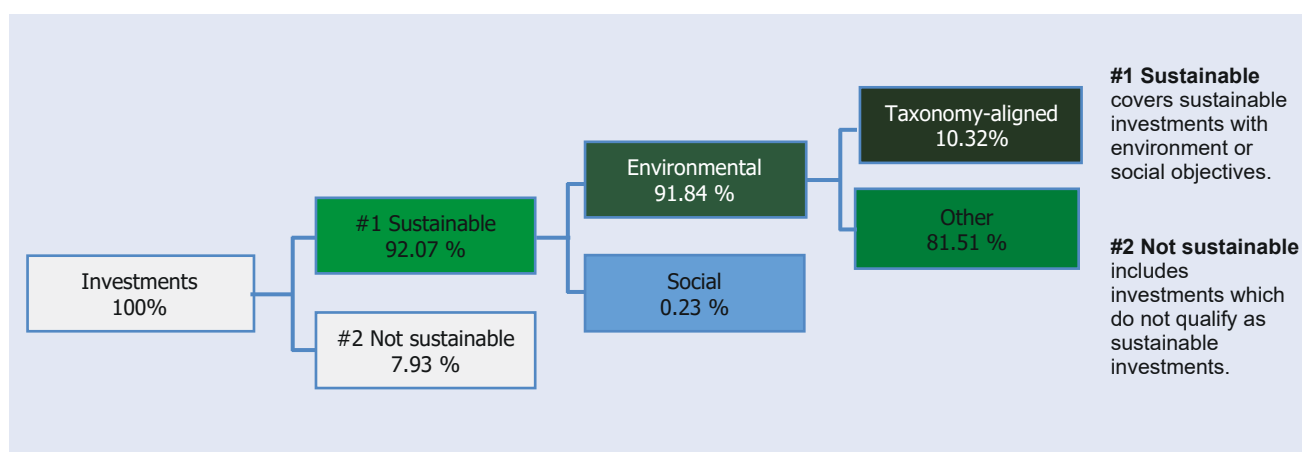 Investments
100%
#1 Sustainable
92.07 %
#2 Not sustainable
7.93 %
Environmental
91.84 %
Social
0.23 %
Taxonomy-aligned
10.32%
Other
81.51 %
#1 Sustainable
covers sustainable
investments with
environment or
social objectives.
#2 Not sustainable
includes
investments which
do not qualify as
sustainable
investments.